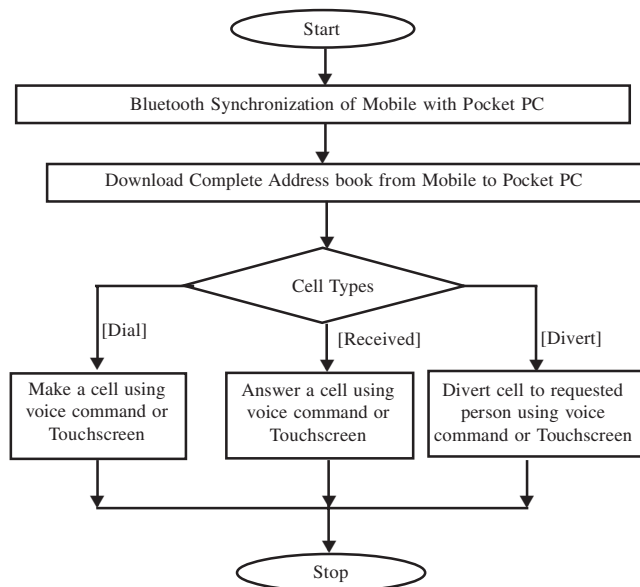 Start
Bluetooth Synchronization of Mobile with Pocket PC
Download Complete Address book from Mobile to Pocket PC
Cell Types
[Dial]
[Received]
[Divert]
Make a cell using
voice command or
Touchscreen
Answer a cell using
voice command or
Touchscreen
Divert cell to requested
person using voice
command or Touchscreen
Stop